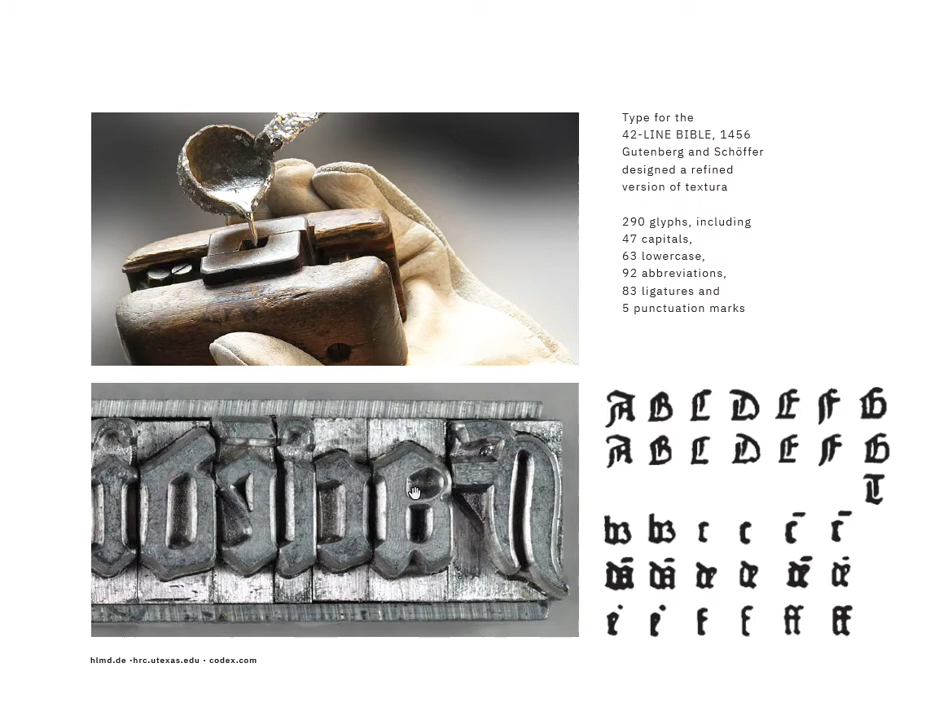 Type for the
42-LINE BIBLE, 1456
Gutenberg and Schöffer
designed a refined
version of textura
290 glyphs, including
47 capitals,
63 lowercase,
92 abbreviations,
83 ligatures and
5 punctuation marks
A B C D E F G
A B C D E F G
T
hlmd.de ·hrc.utexas.edu · codex.com